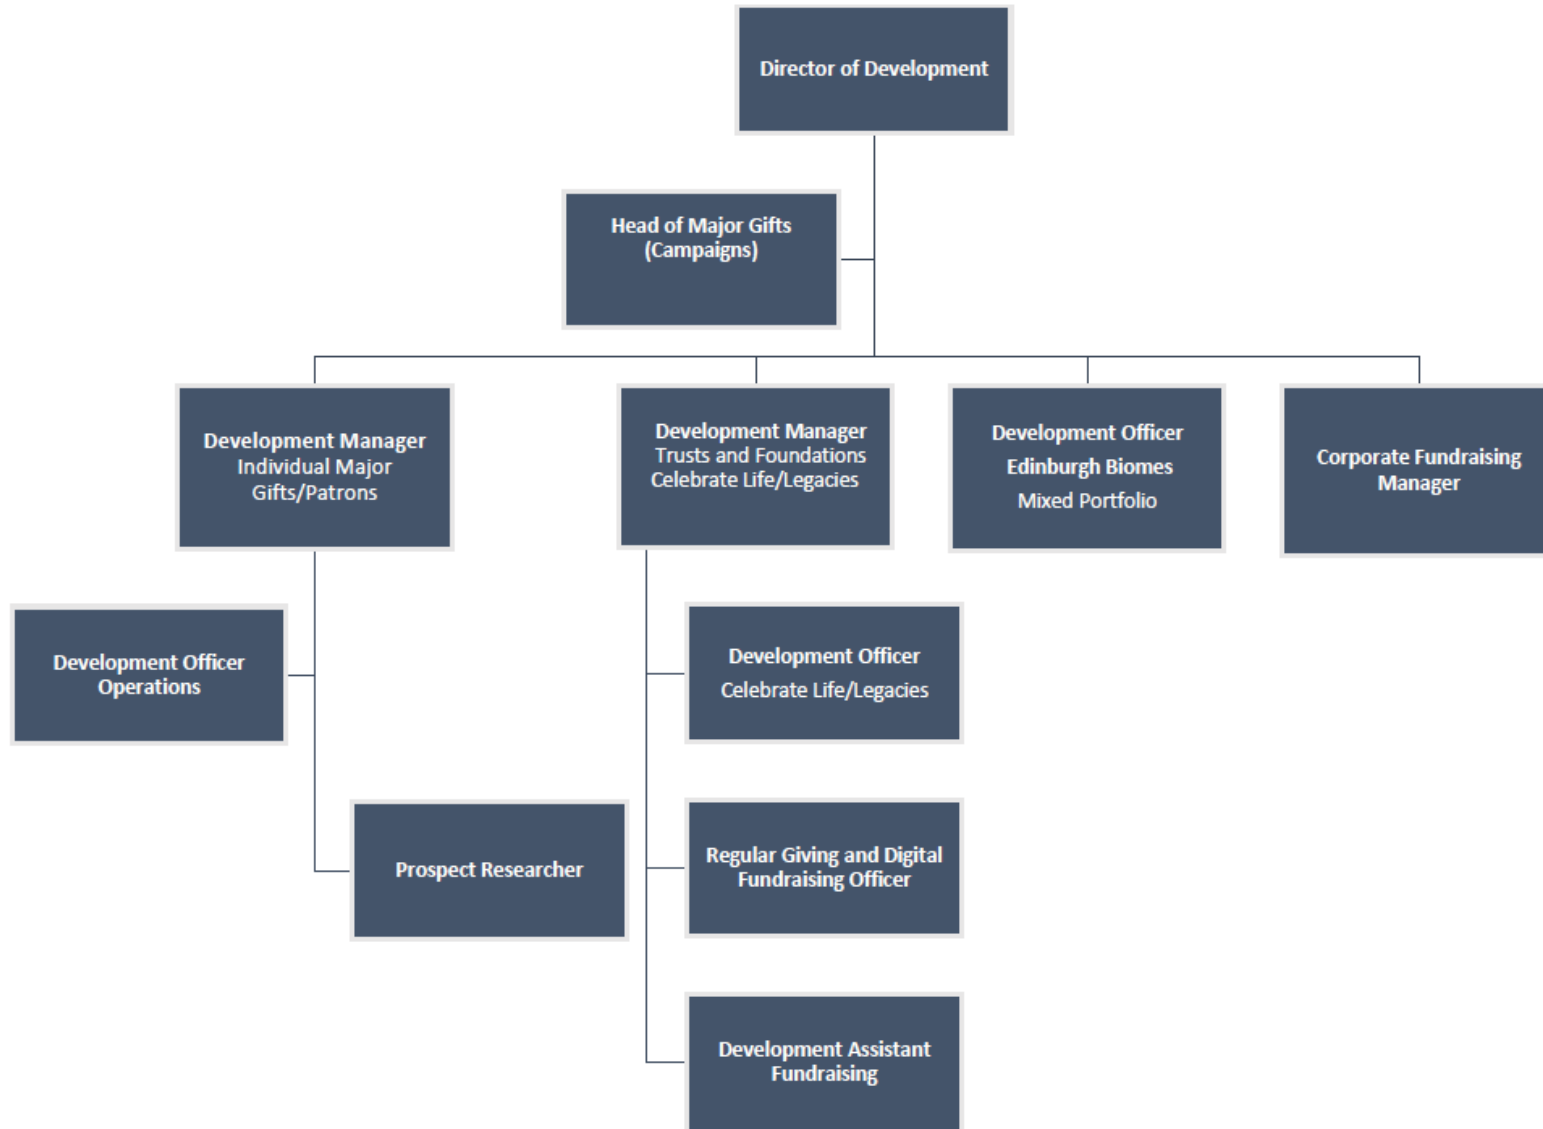 Director of Development
Head of Major Gifts
(Campaigns)
Development Manager
Individual Major
Gifts/Patrons
Development Manager
Trusts and Foundations
Celebrate Life/Legacies
Development Officer
Edinburgh Biomes
Mixed Portfolio
Corporate Fundraising
Manager
Development Officer
Operations
Prospect Researcher
Development Officer
Celebrate Life/Legacies
Regular Giving and Digital
Fundraising Officer
Development Assistant
Fundraising